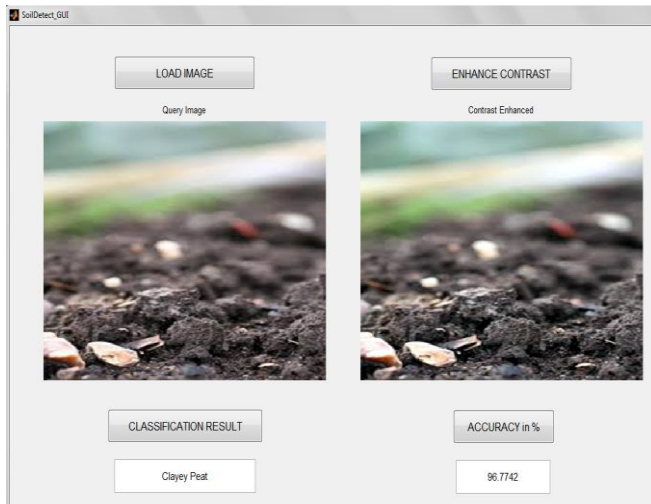 SoilDetect_GUI
LOAD IMAGE
ENHANCE CONTRAST
Query Image
Contrast Enhanced
CLASSIFICATION RESULT
ACCURACY in %
Clayey Peat
96.7742